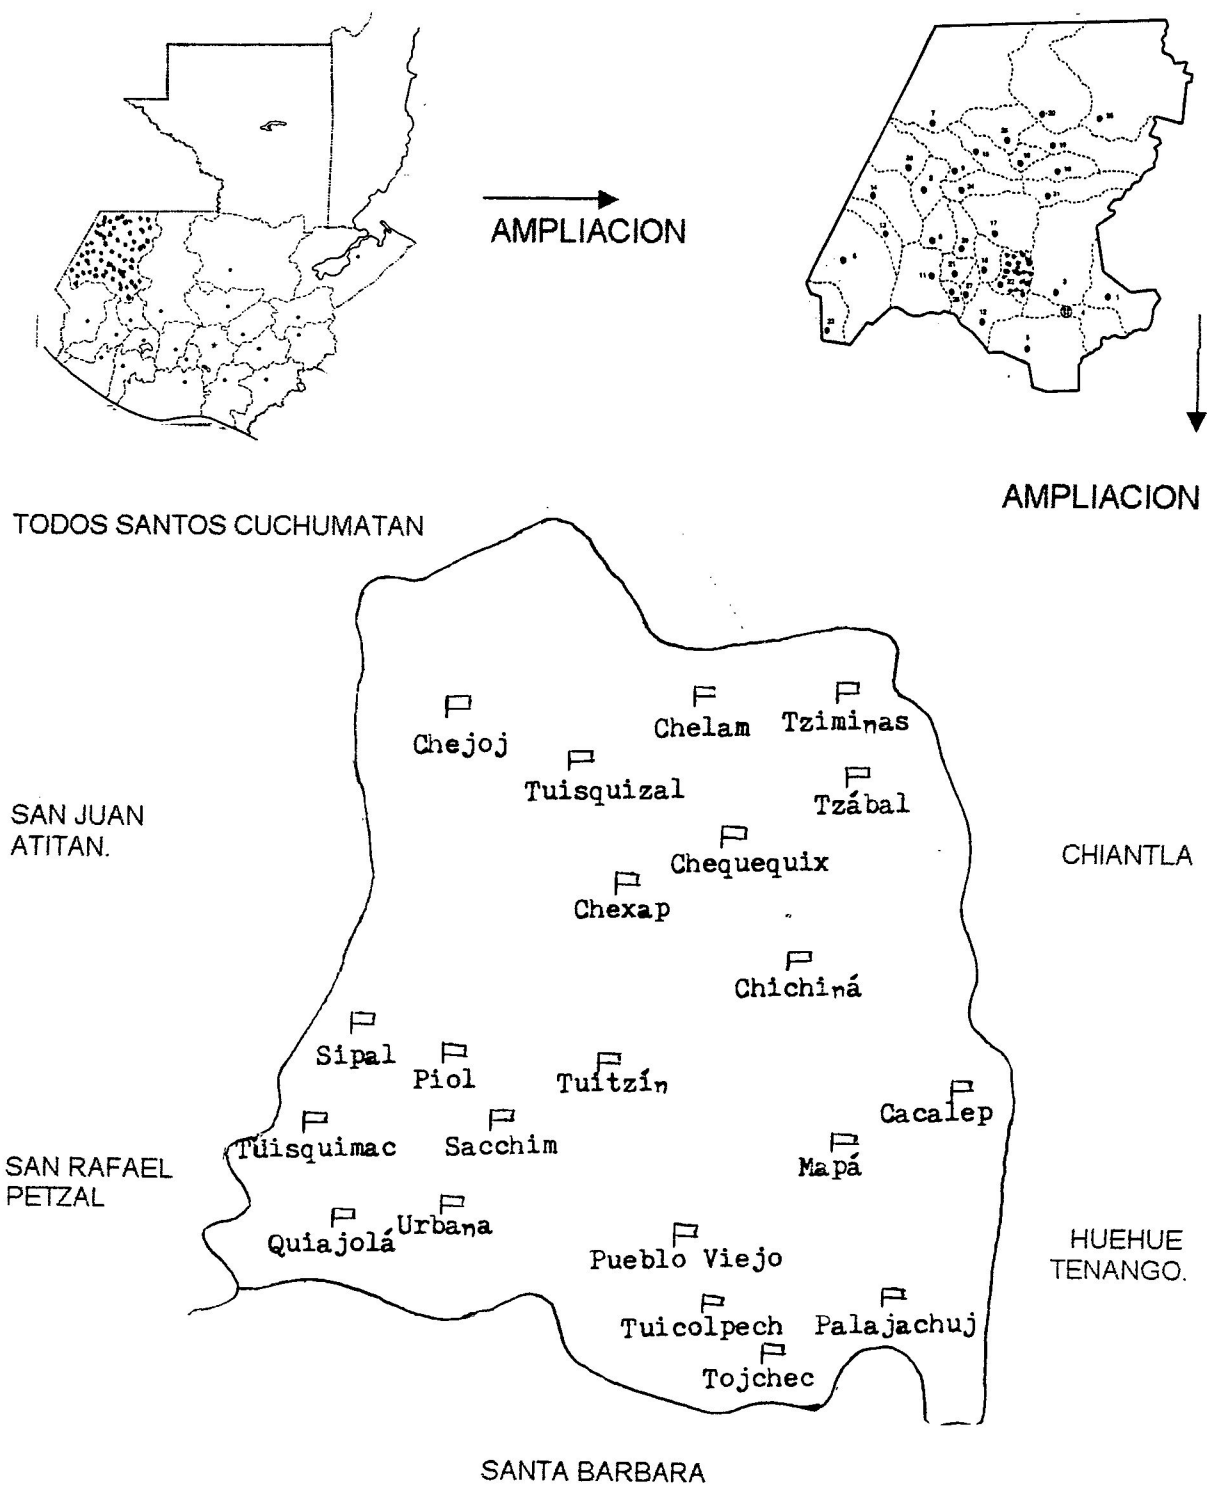 AMPLIACION
AMPLIACION
TODOS SANTOS CUCHUMATAN
Chejoj
Chelam
Tziminas
Tuisquizal
Tzábal
SAN JUAN
ATITAN.
Chequequix
CHIANTLA
Chexap
Chichiná
Sipal
Piol
Tuitzín
Cacalep
Tuisquimac
Sacchim
Mapá
SAN RAFAEL
PETZAL
Quiajolá
Urbana
Pueblo Viejo
HUEHUE
TENANGO.
Tuicolpech
Palajachuj
Tojchec
SANTA BARBARA